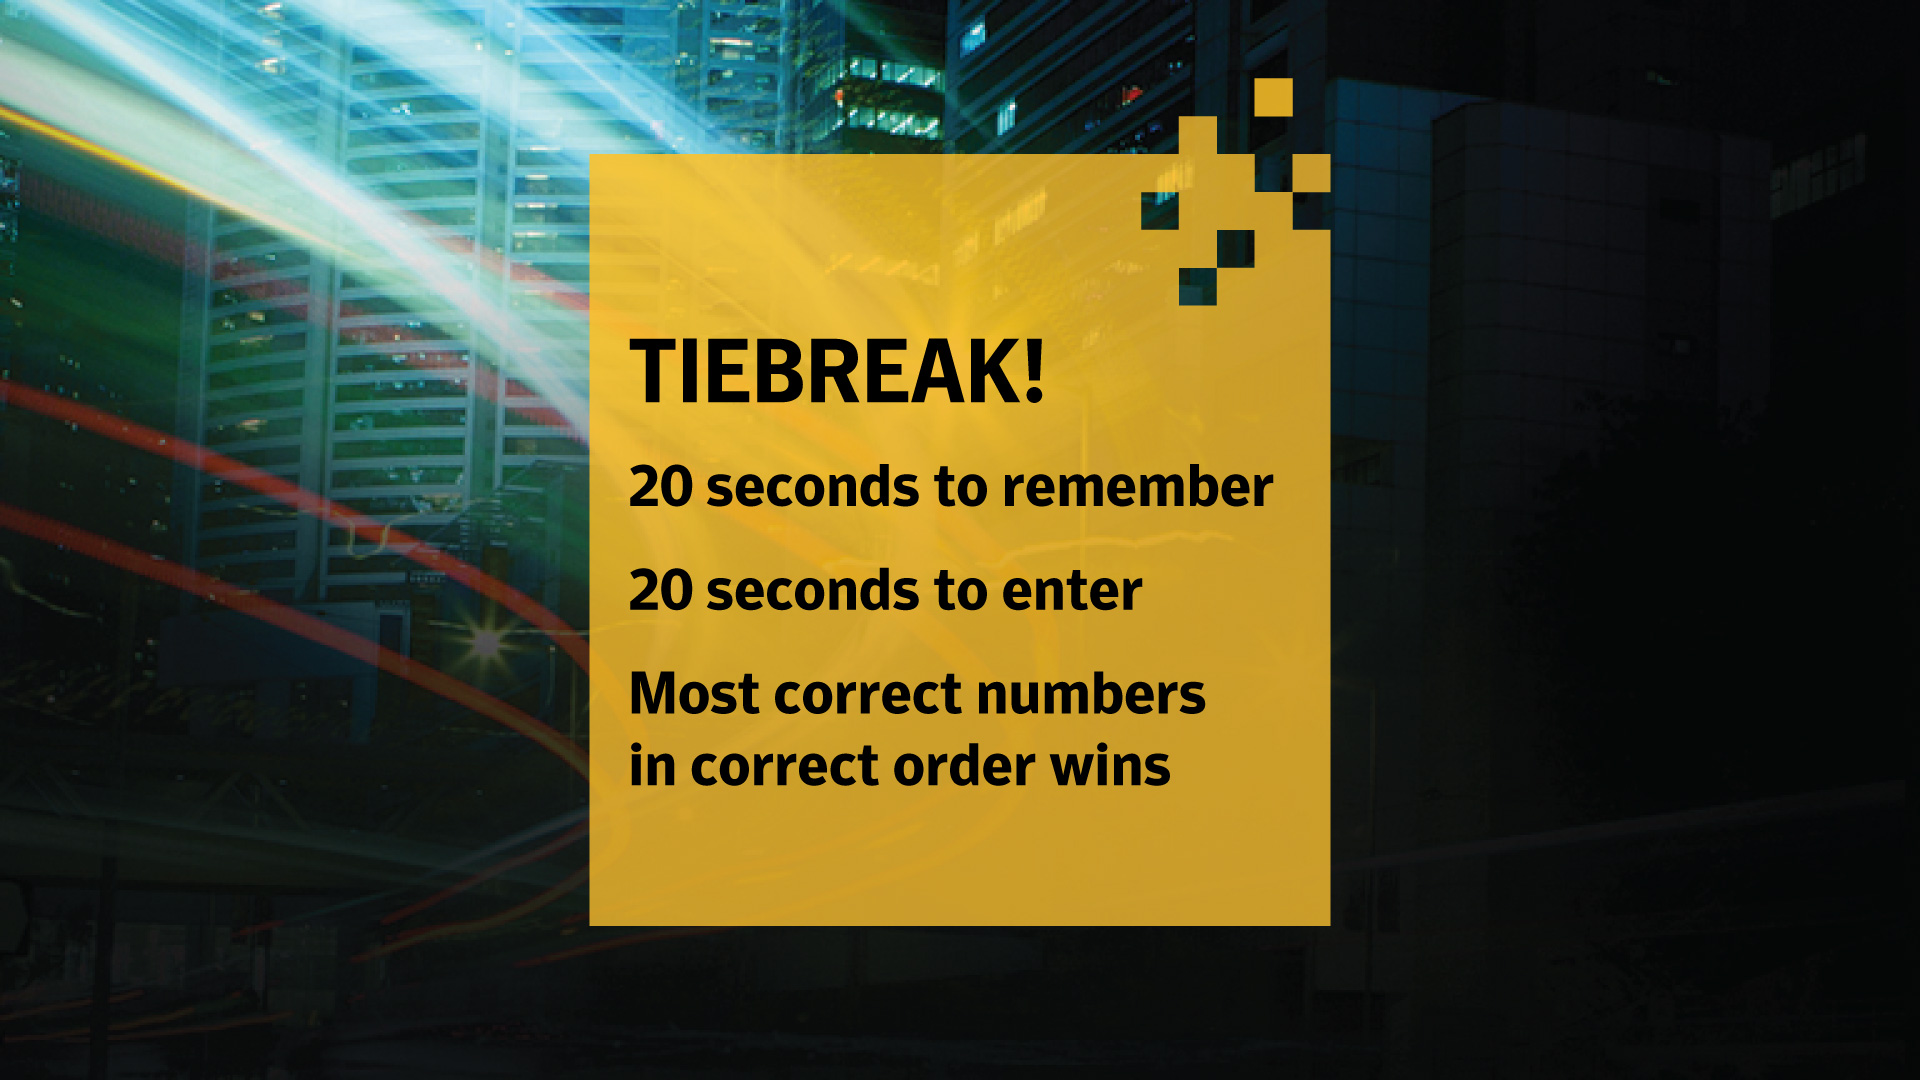 TIEBREAK!
20 seconds to remember
20 seconds to enter
Most correct numbers
in correct order wins